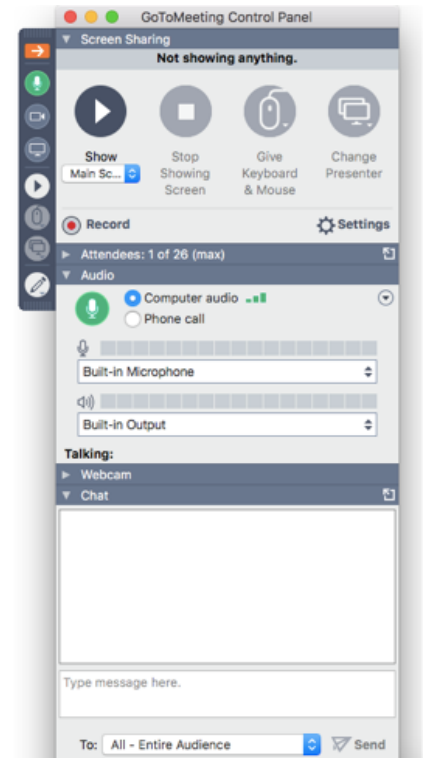 GoToMeeting Control Panel
Screen Sharing
Not showing anything.
Show
Main Sc...
Stop
Showing
Screen
Give
Keyboard
& Mouse
Change
Presenter
Record
Settings
Attendees: 1 of 26 (max)
Audio
Computer audio
Phone call
Built-in Microphone
Built-in Output
Talking:
Webcam
Chat
Type message here.
To: All - Entire Audience Send